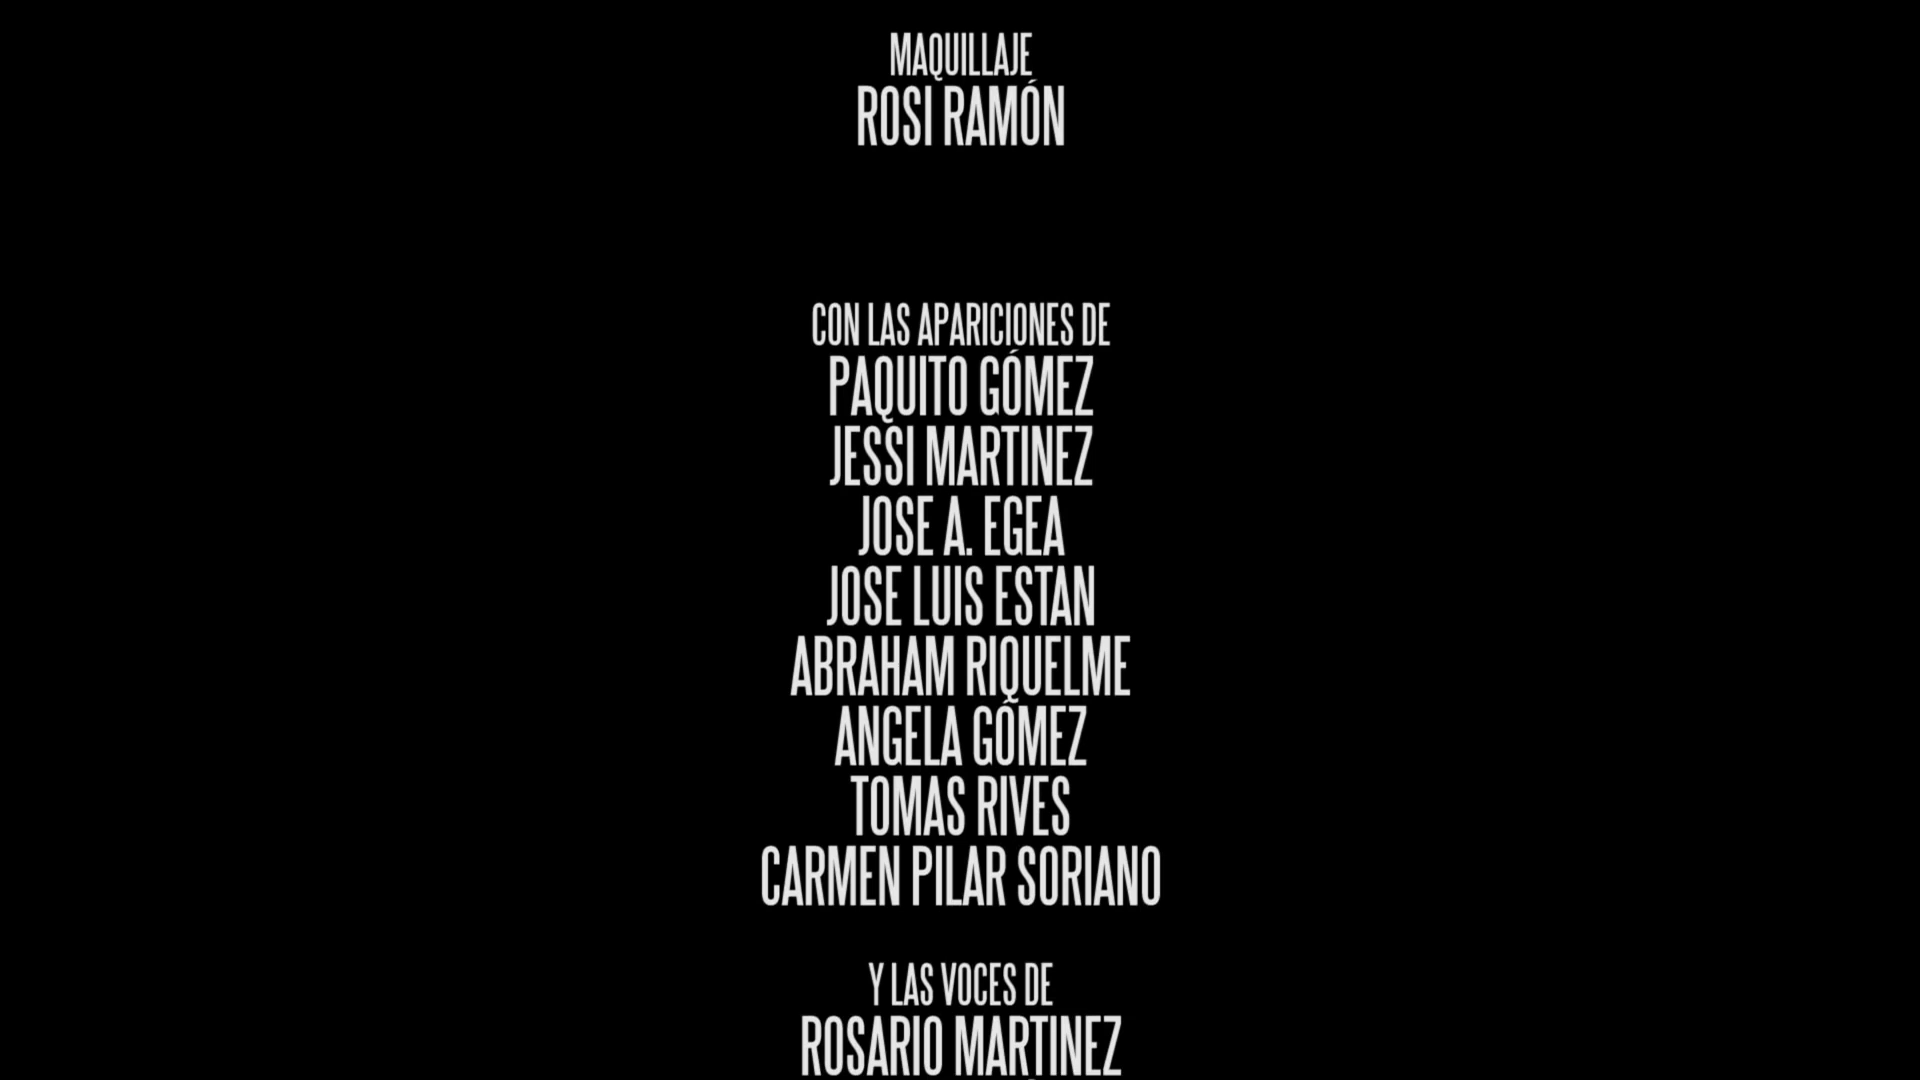 MAQUILLAJE
ROSI RAMÓN
CON LAS APARICIONES DE
PAQUITO GÓMEZ
JESSI MARTINEZ
JOSE A. EGEA
JOSE LUIS ESTAN
ABRAHAM RIQUELME
ANGELA GÓMEZ
TOMAS RIVES
CARMEN PILAR SORIANO
Y LAS VOCES DE
ROSARIO MARTINEZ